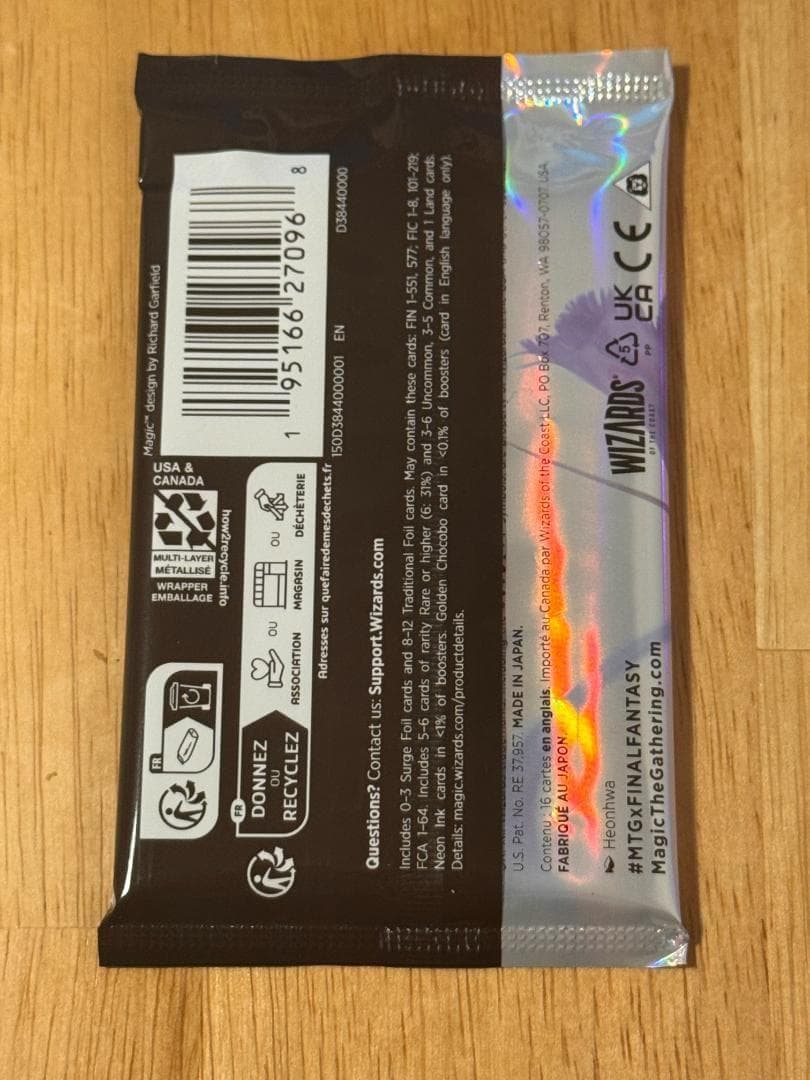 Magic™ design by Richard Garfield
1 95166 27096 8
150D3844000001 EN
D38440000
USA &
CANADA
MULTI-LAYER
MÉTALLISÉ
WRAPPER
EMBALLAGE
how2recycle.info
FR
FR
DONNEZ
OU
RECYCLEZ
ASSOCIATION
OU
MAGASIN
OU
DÉCHÈTERIE
Adresses sur quefairedemesdechets.fr
Questions? Contact us: Support.Wizards.com
Includes 0-3 Surge Foil cards and 8-12 Traditional Foil cards. May contain these cards: FIN 1-551, 577; FIC 1-8, 101-219;
FCA 1-64. Includes 5-6 cards of rarity Rare or higher (6: 31%) and 3-6 Uncommon, 3-5 Common, and 1 Land cards.
Neon Ink cards in <1% of boosters. Golden Chocobo card in <0.1% of boosters (card in English language only).
Details: magic.wizards.com/productdetails.
U.S. Pat. No. RE 37,957. MADE IN JAPAN.
Contenu : 16 cartes en anglais. Importé au Canada par Wizards of the Coast LLC, PO Box 707, Renton, WA 98057-0707 USA
FABRIQUÉ AU JAPON.
Heonhwa
#MTGxFINALFANTASY
MagicTheGathering.com
WIZARDS
OF THE COAST
5
PP
UK
CA
CE